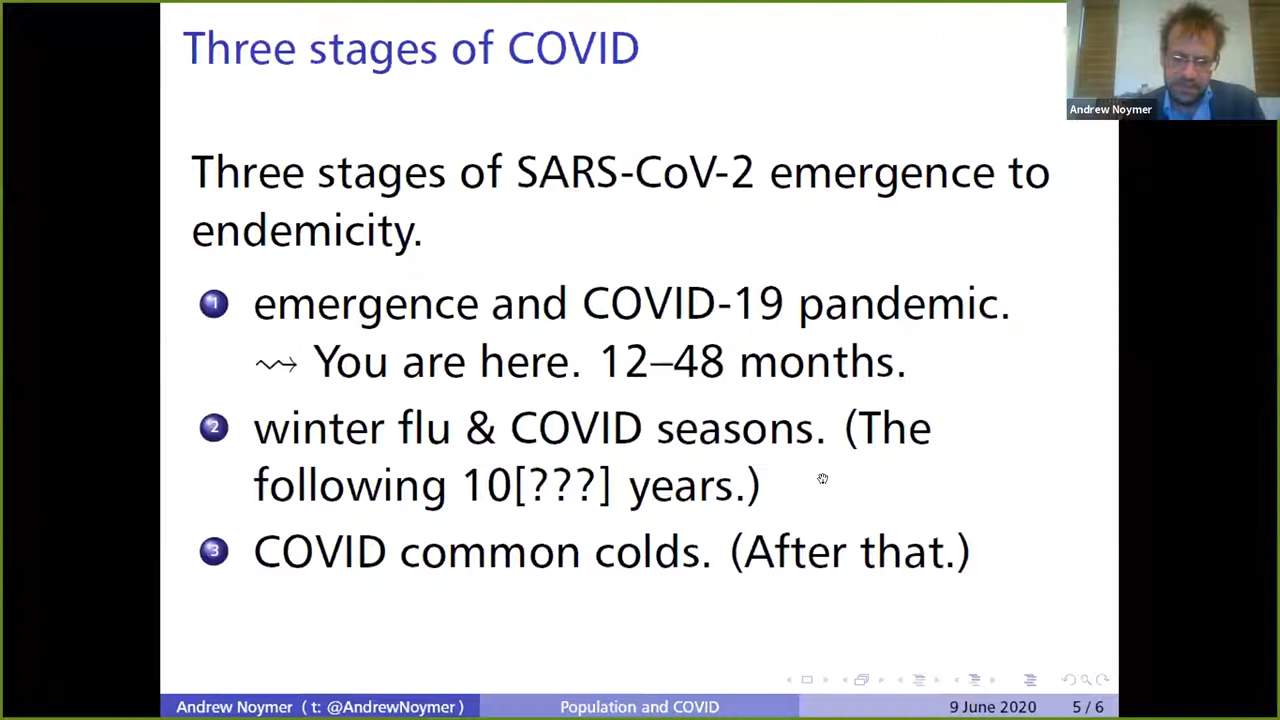 Three stages of COVID
Andrew Noymer
Three stages of SARS-CoV-2 emergence to
endemicity.
1 emergence and COVID-19 pandemic.
⇝ You are here. 12–48 months.
2 winter flu & COVID seasons. (The
following 10[???] years.)
3 COVID common colds. (After that.)
Andrew Noymer ( t: @AndrewNoymer ) Population and COVID 9 June 2020 5 / 6